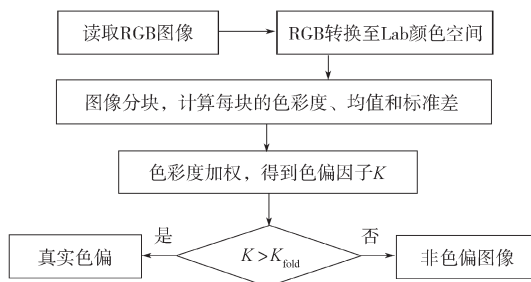 读取RGB图像
RGB转换至Lab颜色空间
图像分块，计算每块的色彩度、均值和标准差
色彩度加权，得到色偏因子K
是
K>K_fold
否
真实色偏
非色偏图像